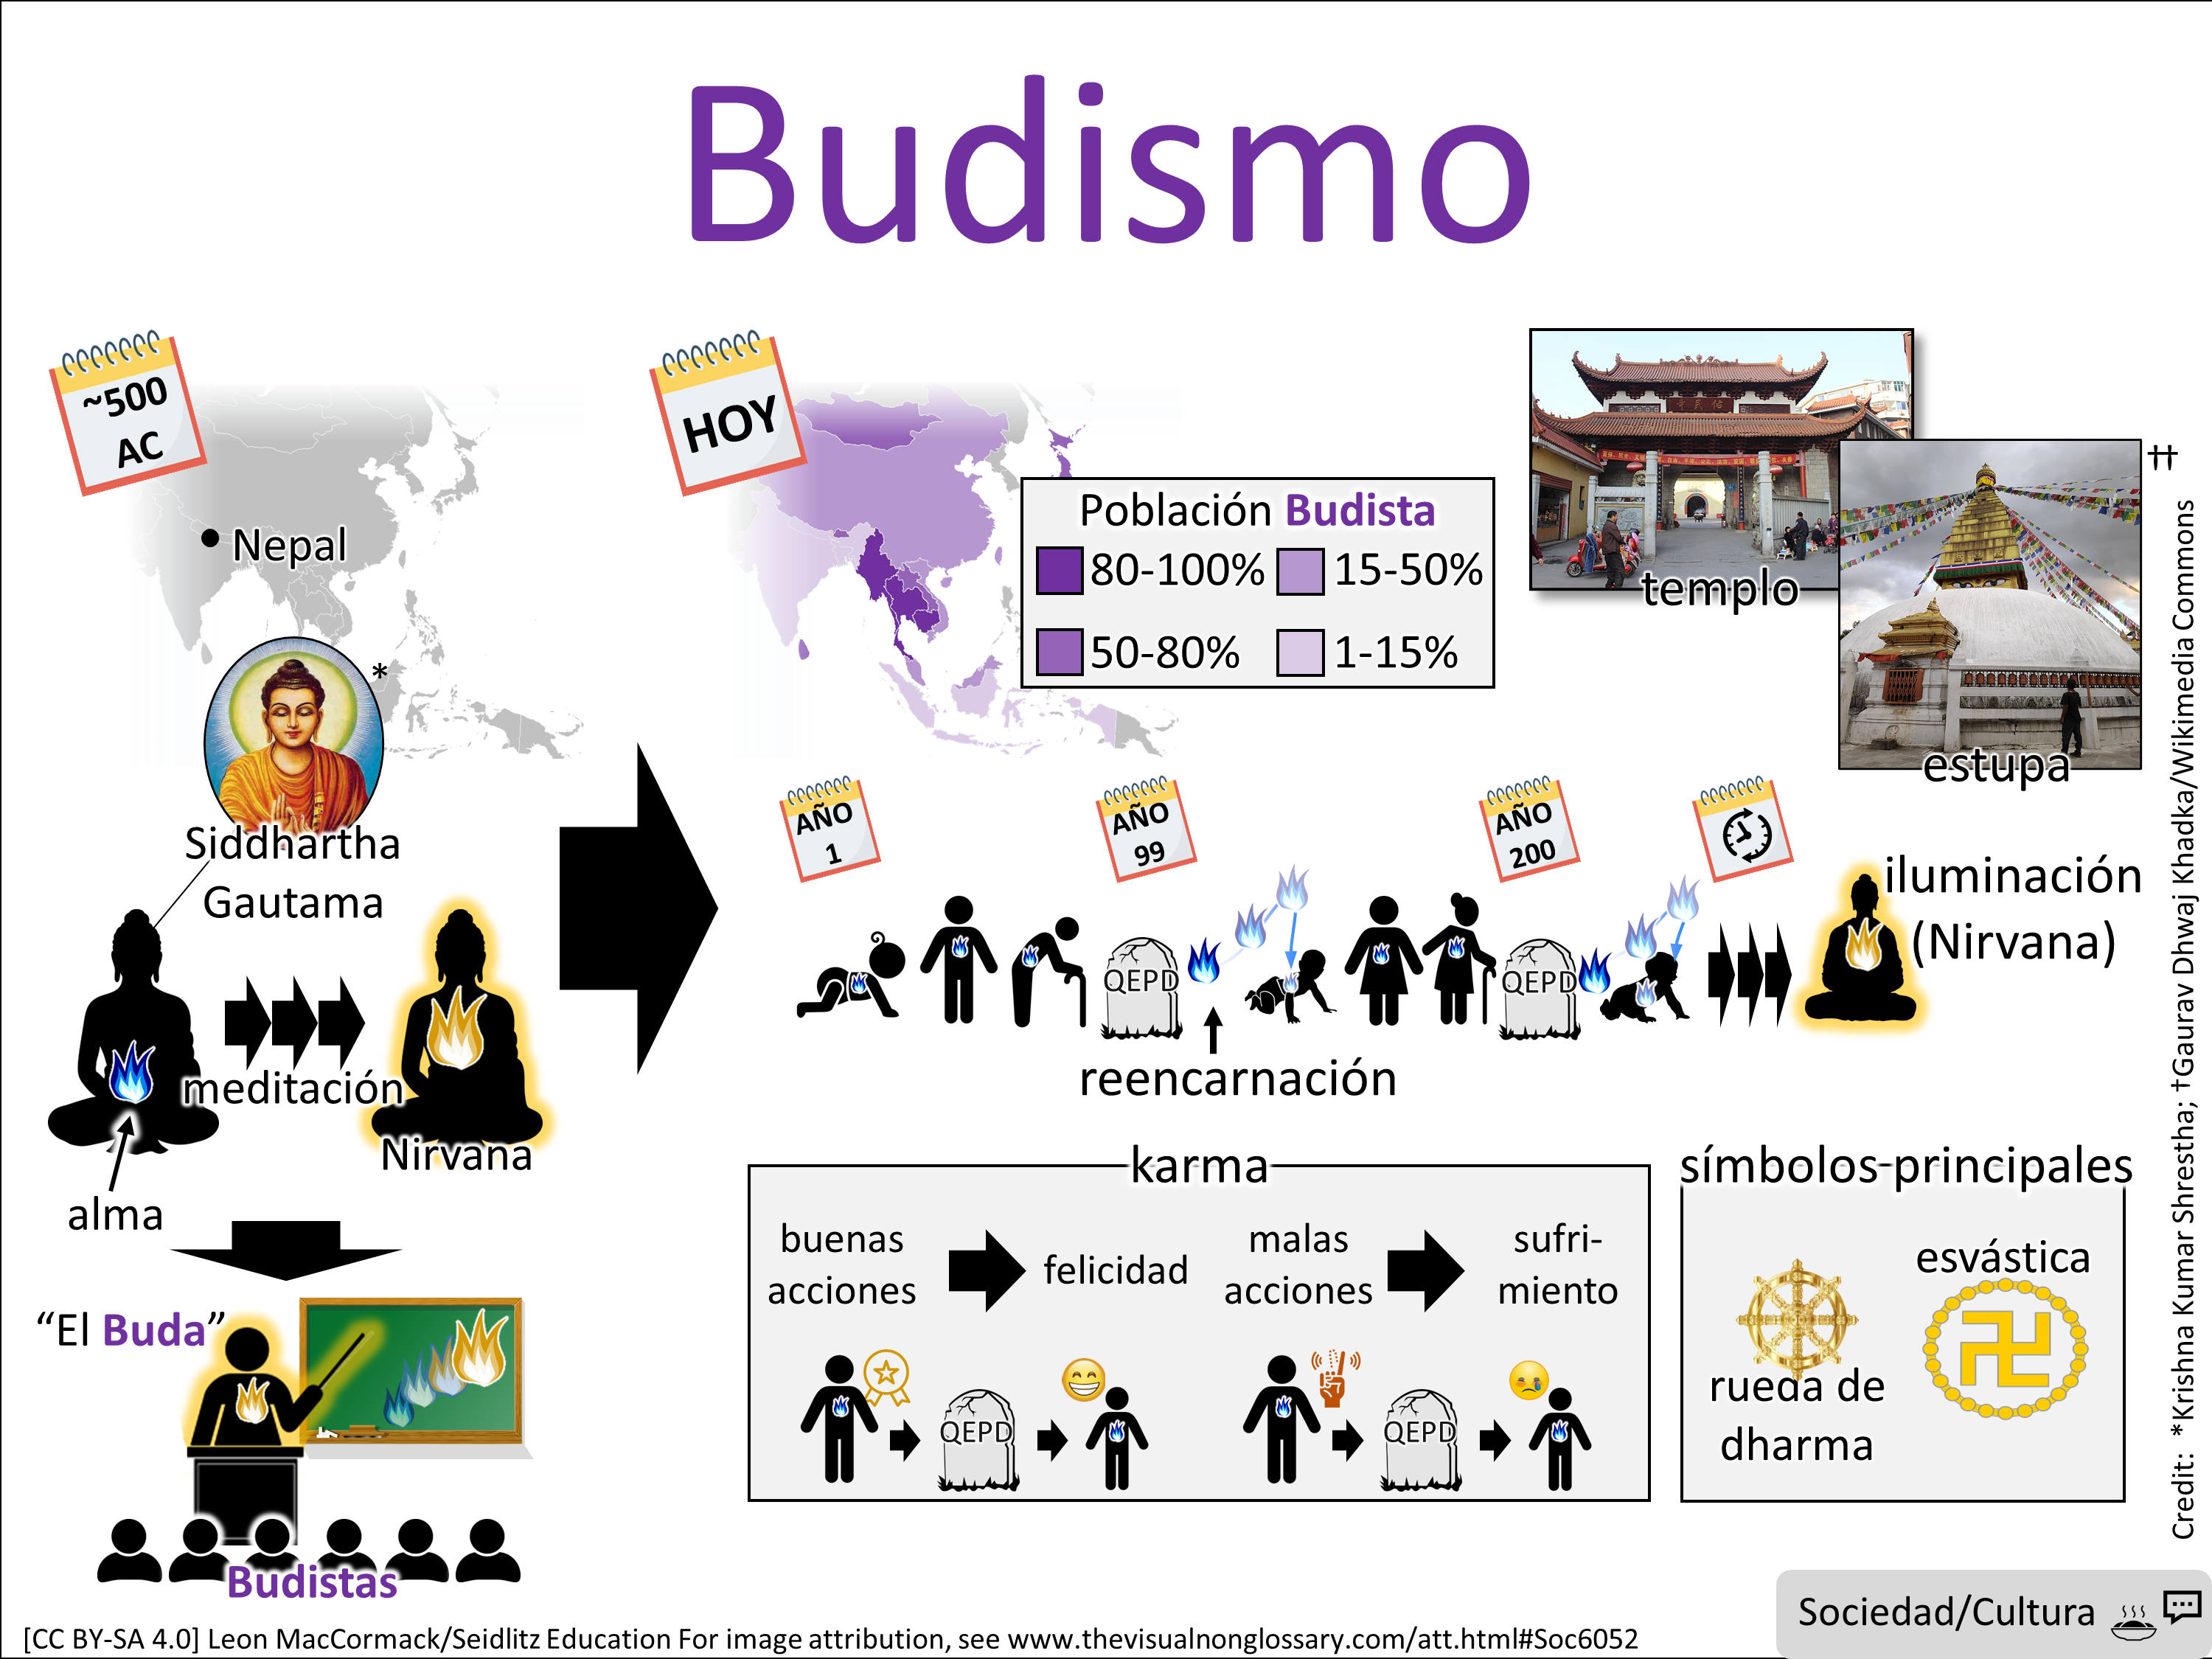 Budismo
~500
AC
Nepal
*
Siddhartha
Gautama
meditación
Nirvana
alma
“El Buda”
Budistas
HOY
Población Budista
80-100%
15-50%
50-80%
1-15%
templo
††
estupa
AÑO
1
AÑO
99
AÑO
200
QEPD
QEPD
reencarnación
iluminación
(Nirvana)
karma
buenas
acciones
felicidad
malas
acciones
sufri-
miento
QEPD
QEPD
símbolos principales
esvástica
rueda de
dharma
Credit: *Krishna Kumar Shrestha; †Gaurav Dhwaj Khadka/Wikimedia Commons
Sociedad/Cultura
[CC BY-SA 4.0] Leon MacCormack/Seidlitz Education For image attribution, see www.thevisualnonglossary.com/att.html#Soc6052